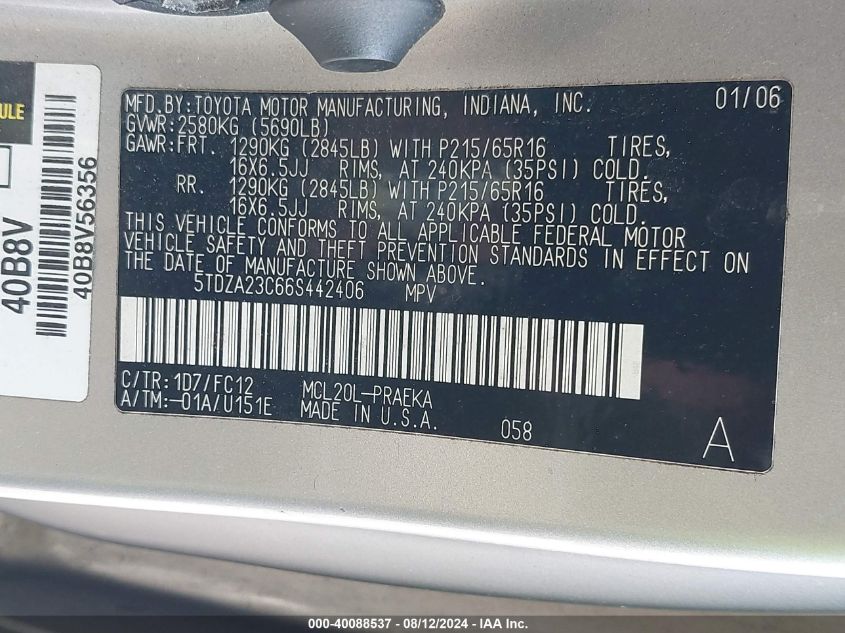 MFD.BY:TOYOTA MOTOR MANUFACTURING, INDIANA, INC. 01/06
GVWR:2580KG (5690LB)
GAWR:FRT. 1290KG (2845LB) WITH P215/65R16 TIRES,
16X6.5JJ RIMS, AT 240KPA (35PSI) COLD.
RR. 1290KG (2845LB) WITH P215/65R16 TIRES,
16X6.5JJ RIMS, AT 240KPA (35PSI) COLD.
THIS VEHICLE CONFORMS TO ALL APPLICABLE FEDERAL MOTOR
VEHICLE SAFETY AND THEFT PREVENTION STANDARDS IN EFFECT ON
THE DATE OF MANUFACTURE SHOWN ABOVE.
5TDZA23C66S442406 MPV
C/TR:1D7/FC12 MCL20L-PRAEKA
A/TM:-01A/U151E MADE IN U.S.A.
058
A
40B8V
40B8V56356
000-40088537 - 08/12/2024 - IAA Inc.